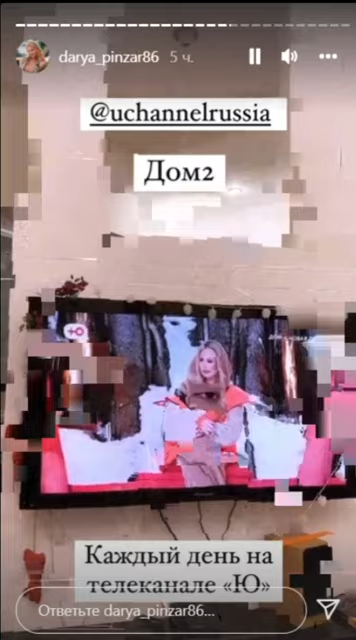 darya_pinzar86 5 ч.
@uchannelrussia
Дом2
Каждый день на
телеканале «Ю»
Ответьте darya_pinzar86...